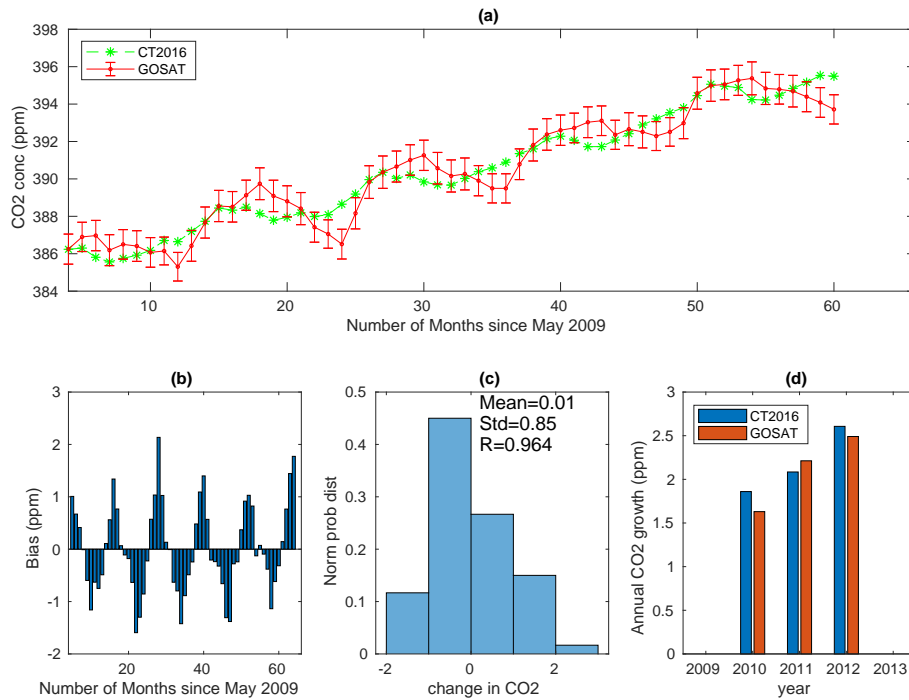 (a)
398
396
394
392
390
388
386
384
CO2 conc (ppm)
CT2016
GOSAT
10
20
30
40
50
60
Number of Months since May 2009
(b)
3
2
1
0
-1
-2
Bias (ppm)
20
40
60
Number of Months since May 2009
(c)
0.5
0.4
0.3
0.2
0.1
0
Norm prob dist
Mean=0.01
Std=0.85
R=0.964
-2
0
2
change in CO2
(d)
3
2.5
2
1.5
1
0.5
0
Annual CO2 growth (ppm)
CT2016
GOSAT
2009
2010
2011
2012
2013
year